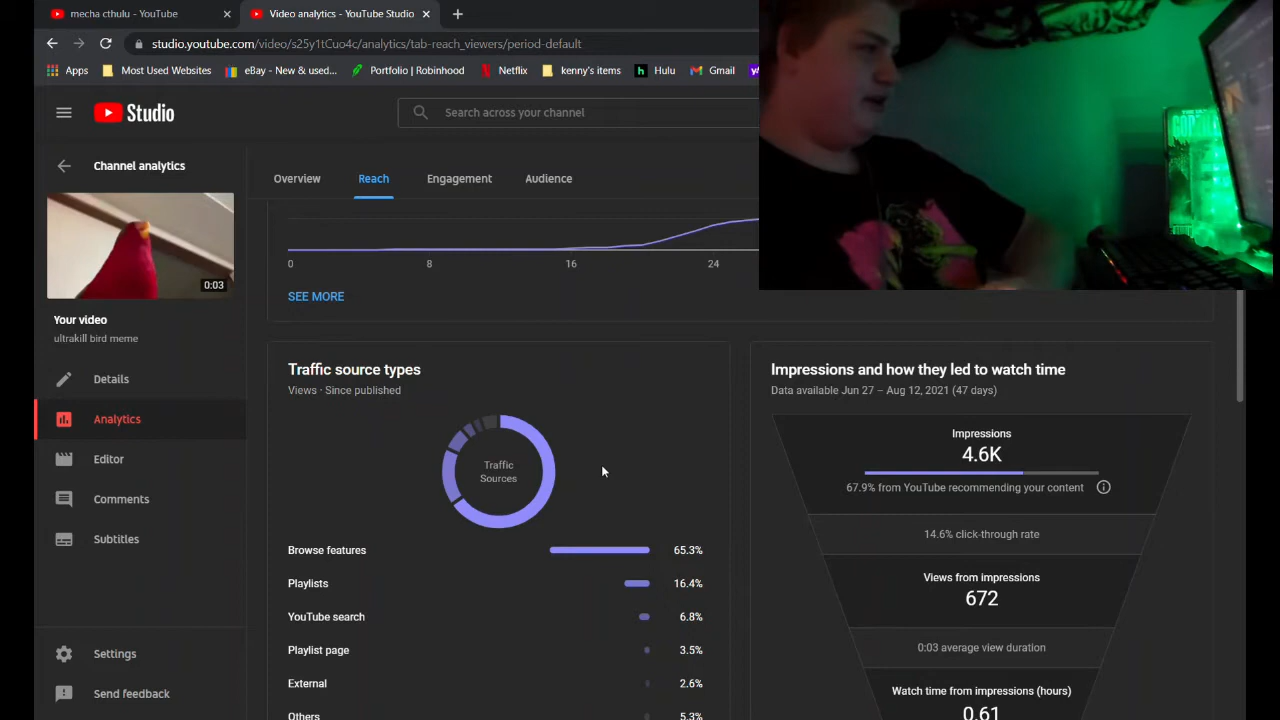 mecha cthulu - YouTube
Video analytics - YouTube Studio
studio.youtube.com/video/s25y1tCuo4c/analytics/tab-reach_viewers/period-default
Apps
Most Used Websites
eBay - New & used...
Portfolio | Robinhood
Netflix
kenny's items
Hulu
Gmail
Studio
Search across your channel
Channel analytics
Overview
Reach
Engagement
Audience
0:03
0
8
16
24
SEE MORE
Your video
ultrakill bird meme
Details
Analytics
Editor
Comments
Subtitles
Settings
Send feedback
Traffic source types
Views · Since published
Traffic
Sources
Browse features
65.3%
Playlists
16.4%
YouTube search
6.8%
Playlist page
3.5%
External
2.6%
Others
5.3%
Impressions and how they led to watch time
Data available Jun 27 – Aug 12, 2021 (47 days)
Impressions
4.6K
67.9% from YouTube recommending your content
14.6% click-through rate
Views from impressions
672
0:03 average view duration
Watch time from impressions (hours)
0.61